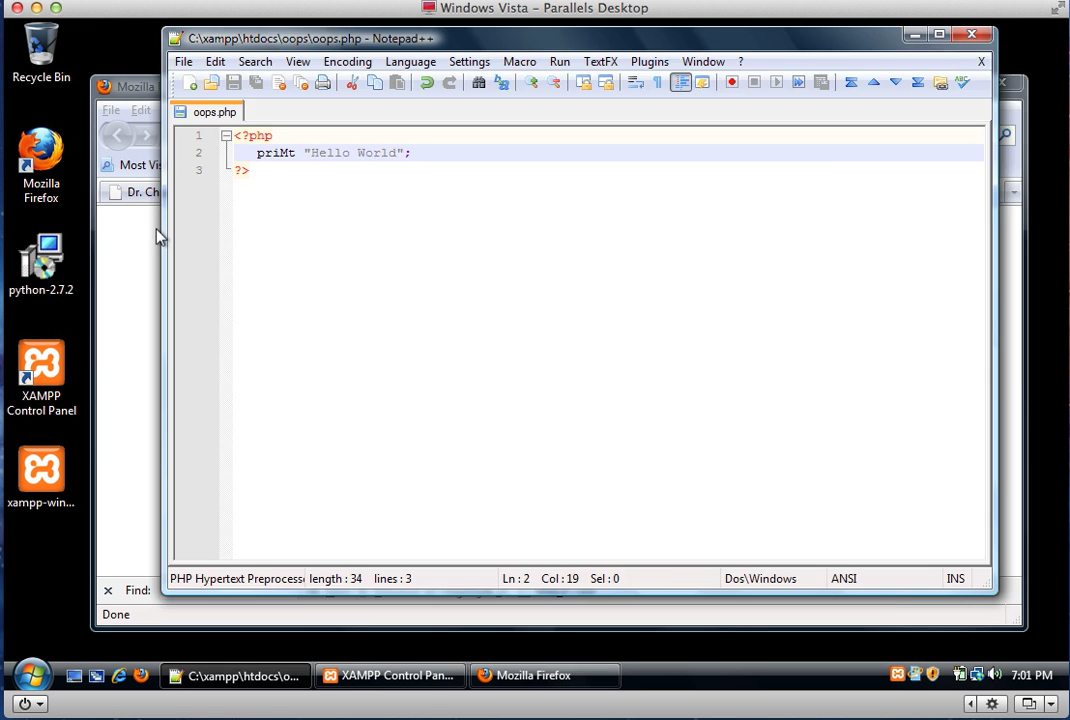 Windows Vista - Parallels Desktop
Recycle Bin
Mozilla
File Edit
Most Vis
Dr. Ch
C:\xampp\htdocs\oops\oops.php - Notepad++
File Edit Search View Encoding Language Settings Macro Run TextFX Plugins Window ? X
oops.php
1 <?php
2 priMt "Hello World";
3 ?>
Mozilla
Firefox
python-2.7.2
XAMPP
Control Panel
xampp-win...
PHP Hypertext Preprocesso length : 34 lines : 3 Ln : 2 Col : 19 Sel : 0 Dos\Windows ANSI INS
Find:
Done
C:\xampp\htdocs\o... XAMPP Control Pan... Mozilla Firefox 7:01 PM